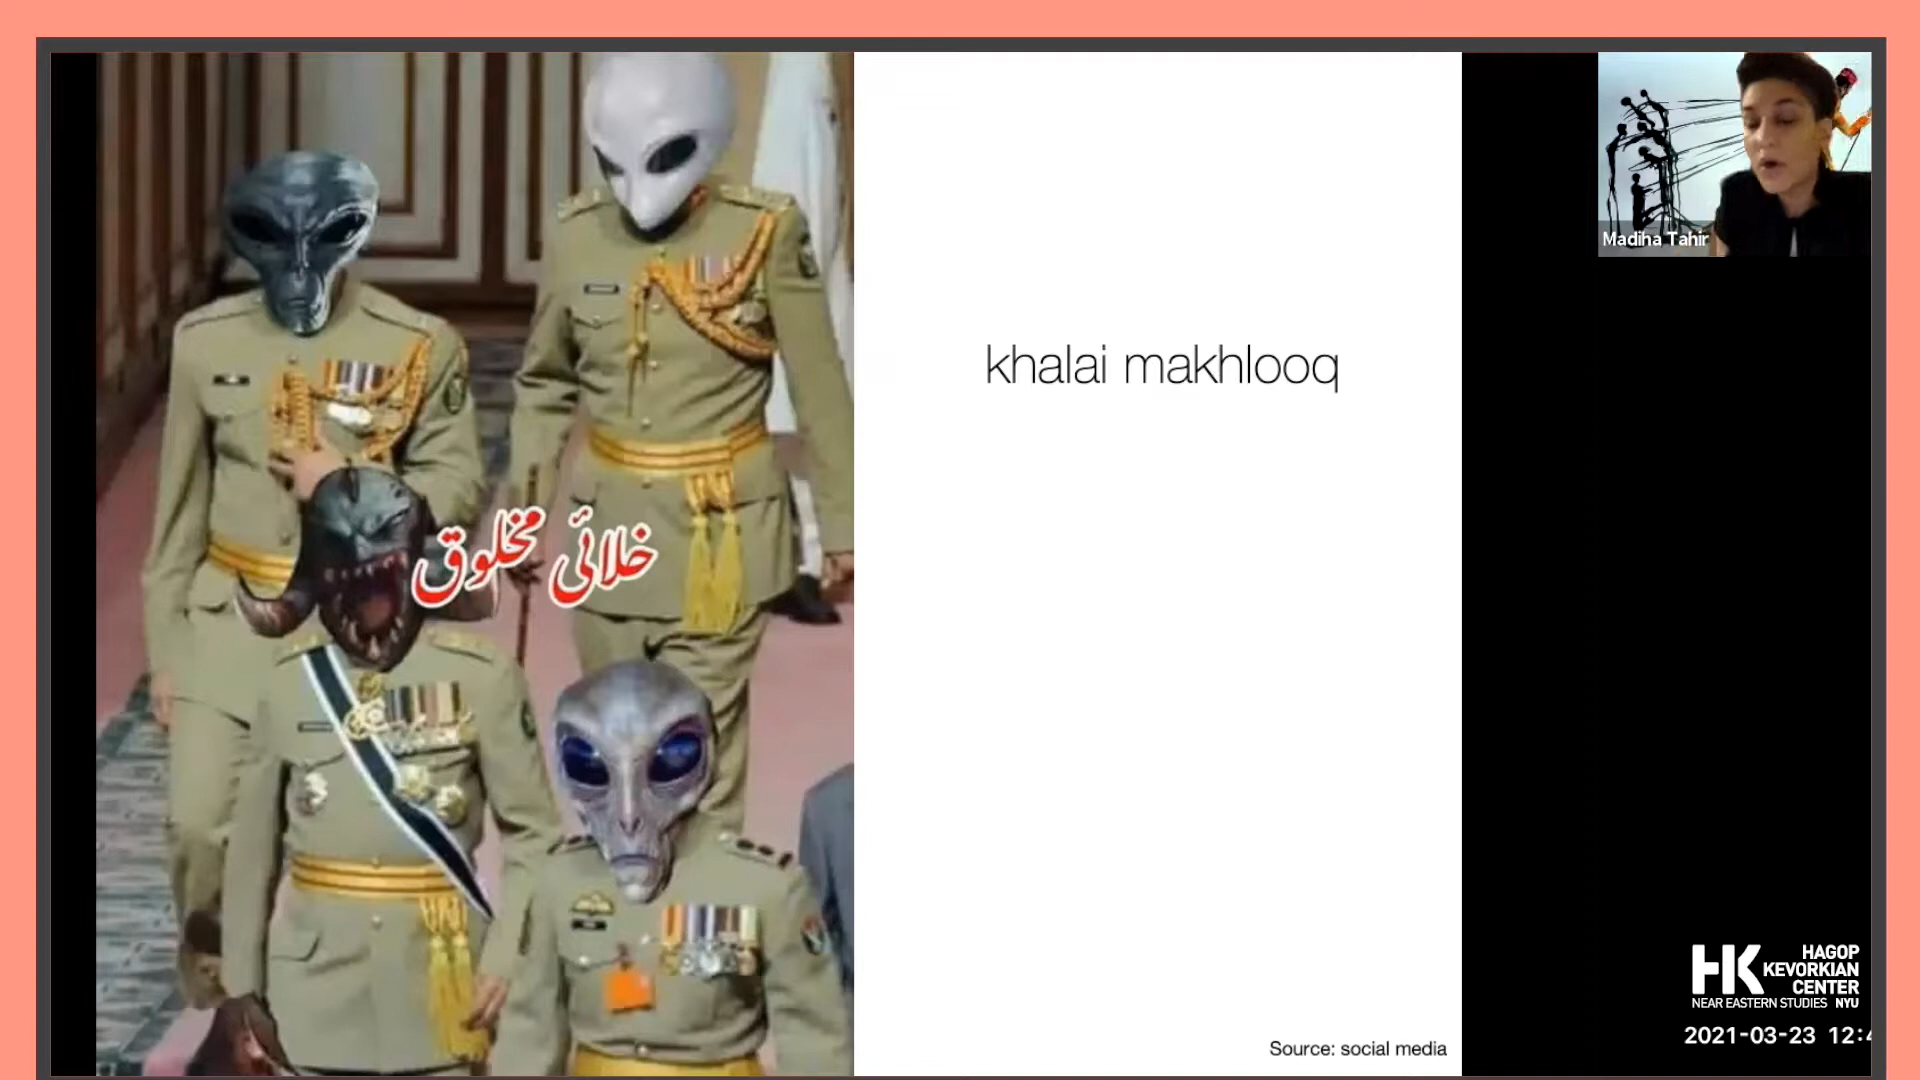 خلائی مخلوق
khalai makhlooq
Source: social media
Madiha Tahir
HK
HAGOP
KEVORKIAN
CENTER
NEAR EASTERN STUDIES NYU
2021-03-23 12:4